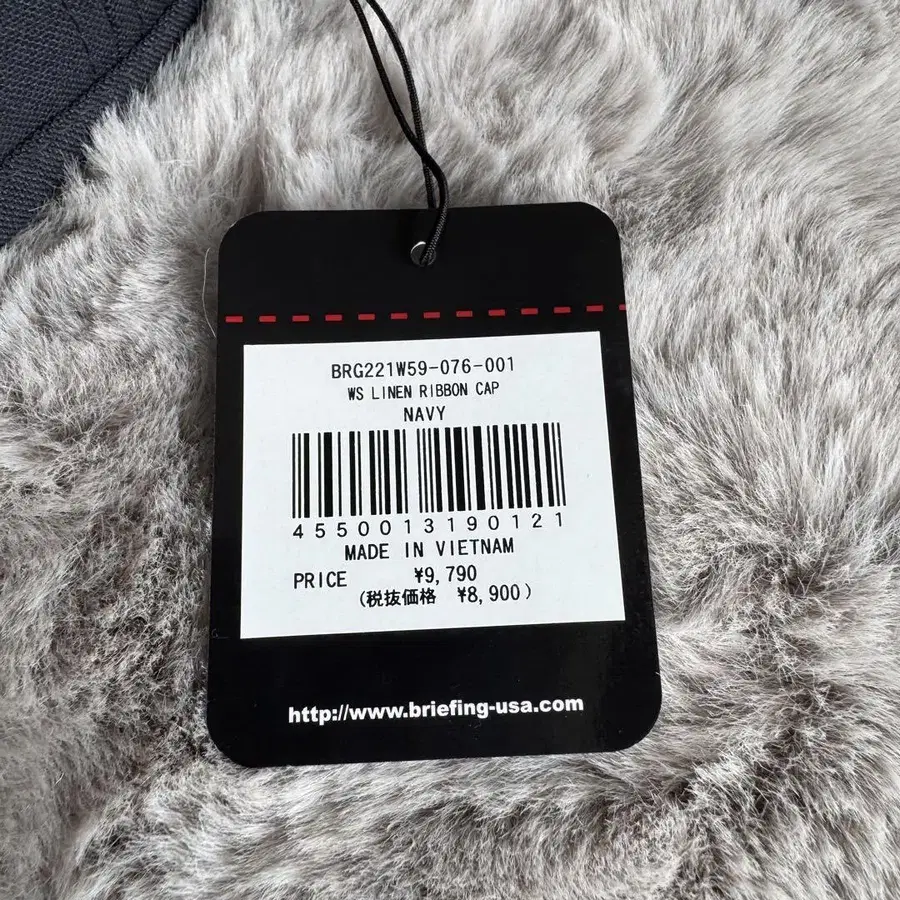 BRG221W59-076-001
WS LINEN RIBBON CAP
NAVY
4550013190121
MADE IN VIETNAM
PRICE ¥9,790
(税抜価格 ¥8,900)
http://www.briefing-usa.com